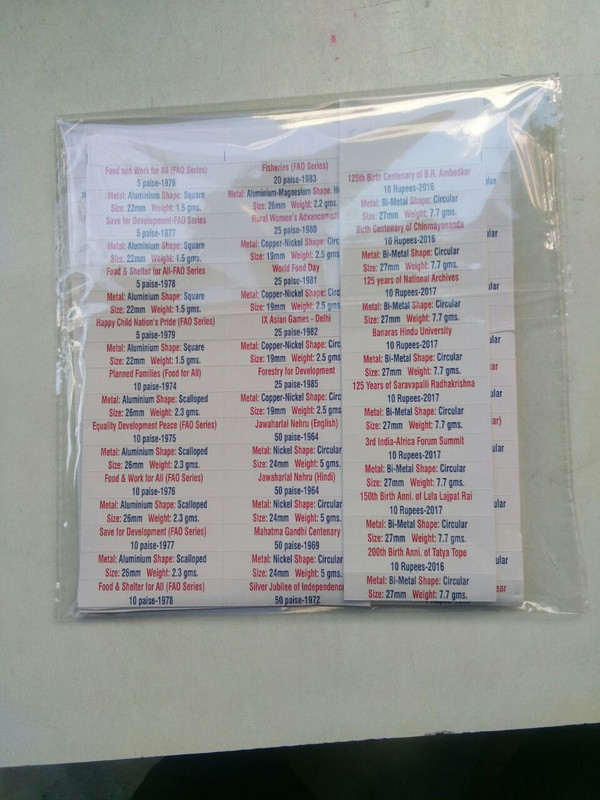 Food and Work for All (FAO Series)
5 paise-1976
Metal: Aluminium Shape: Square
Size: 22mm Weight: 1.5 gms.
Save for Development-FAO Series
5 paise-1977
Metal: Aluminium Shape: Square
Size: 22mm Weight: 1.5 gms.
Food & Shelter for All-FAO Series
5 paise-1978
Metal: Aluminium Shape: Square
Size: 22mm Weight: 1.5 gms.
Happy Child Nation's Pride (FAO Series)
5 paise-1979
Metal: Aluminum Shape: Square
Size: 22mm Weight: 1.5 gms.
Planned Families (Food for All)
10 paise-1974
Metal: Aluminum Shape: Scalloped
Size: 26mm Weight: 2.3 gms.
Equality Development Peace (FAO Series)
10 paise-1975
Metal: Aluminum Shape: Scalloped
Size: 26mm Weight: 2.3 gms.
Food & Work for All (FAO Series)
10 paise-1976
Metal: Aluminum Shape: Scalloped
Size: 26mm Weight: 2.3 gms.
Save for Development (FAO Series)
10 paise-1977
Metal: Aluminum Shape: Scalloped
Size: 26mm Weight: 2.3 gms.
Food & Shelter for All (FAO Series)
10 paise-1978
Fisheries (FAO Series)
20 paise-1983
Metal: Aluminium-Magnesium Shape: He
Size: 26mm Weight: 2.2 gms.
Rural Women's Advancement
25 paise-1980
Metal: Copper-Nickel Shape: Circ
Size: 19mm Weight: 2.5 gms.
World Food Day
25 paise-1981
Metal: Copper-Nickel Shape: Circ
Size: 19mm Weight: 2.5 gms
IX Asian Games - Delhi
25 paise-1982
Metal: Copper-Nickel Shape: Circ
Size: 19mm Weight: 2.5 gms
Forestry for Development
25 paise-1985
Metal: Copper-Nickel Shape: Circ
Size: 19mm Weight: 2.5 gms
Jawaharlal Nehru (English)
50 paise-1964
Metal: Nickel Shape: Circular
Size: 24mm Weight: 5 gms.
Jawaharlal Nehru (Hindi)
50 paise-1964
Metal: Nickel Shape: Circular
Size: 24mm Weight: 5 gms.
Mahatma Gandhi Centenary
50 paise-1969
Metal: Nickel Shape: Circular
Size: 24mm Weight: 5 gms.
Silver Jubilee of Independence
50 paise-1972
125th Birth Centenary of B.R. Ambedkar
10 Rupees-2016
Metal: Bi-Metal Shape: Circular
Size: 27mm Weight: 7.7 gms.
Birth Centenary of Chinmayananda
10 Rupees-2016
Metal: Bi-Metal Shape: Circular
Size: 27mm Weight: 7.7 gms.
125 years of National Archives
10 Rupees-2017
Metal: Bi-Metal Shape: Circular
Size: 27mm Weight: 7.7 gms.
Banaras Hindu University
10 Rupees-2017
Metal: Bi-Metal Shape: Circular
Size: 27mm Weight: 7.7 gms.
125 Years of Saravapalli Radhakrishna
10 Rupees-2017
Metal: Bi-Metal Shape: Circular
Size: 27mm Weight: 7.7 gms.
3rd India-Africa Forum Summit
10 Rupees-2017
Metal: Bi-Metal Shape: Circular
Size: 27mm Weight: 7.7 gms.
150th Birth Anni. of Lala Lajpat Rai
10 Rupees-2017
Metal: Bi-Metal Shape: Circular
Size: 27mm Weight: 7.7 gms.
200th Birth Anni. of Tatya Tope
10 Rupees-2016
Metal: Bi-Metal Shape: Circular
Size: 27mm Weight: 7.7 gms.